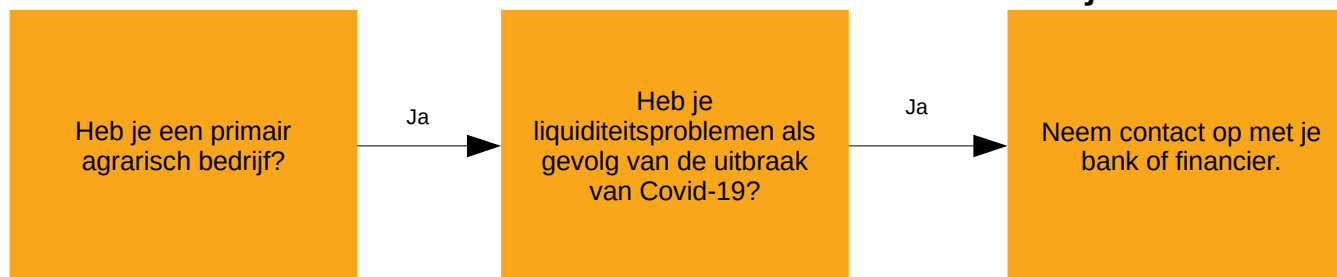 Heb je een primair
agrarisch bedrijf?
Ja
Heb je
liquiditeitsproblemen als
gevolg van de uitbraak
van Covid-19?
Ja
Neem contact op met je
bank of financier.